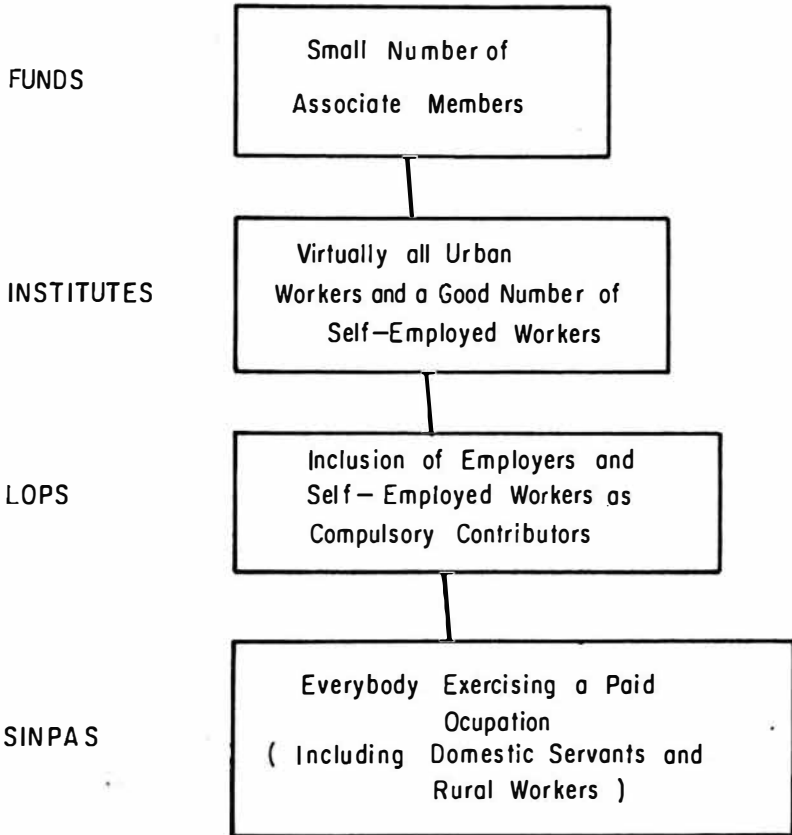 FUNDS
Small Number of
Associate Members
INSTITUTES
Virtually all Urban
Workers and a Good Number of
Self-Employed Workers
LOPS
Inclusion of Employers and
Self-Employed Workers as
Compulsory Contributors
SINPAS
Everybody Exercising a Paid
Ocupation
( Including Domestic Servants and
Rural Workers )